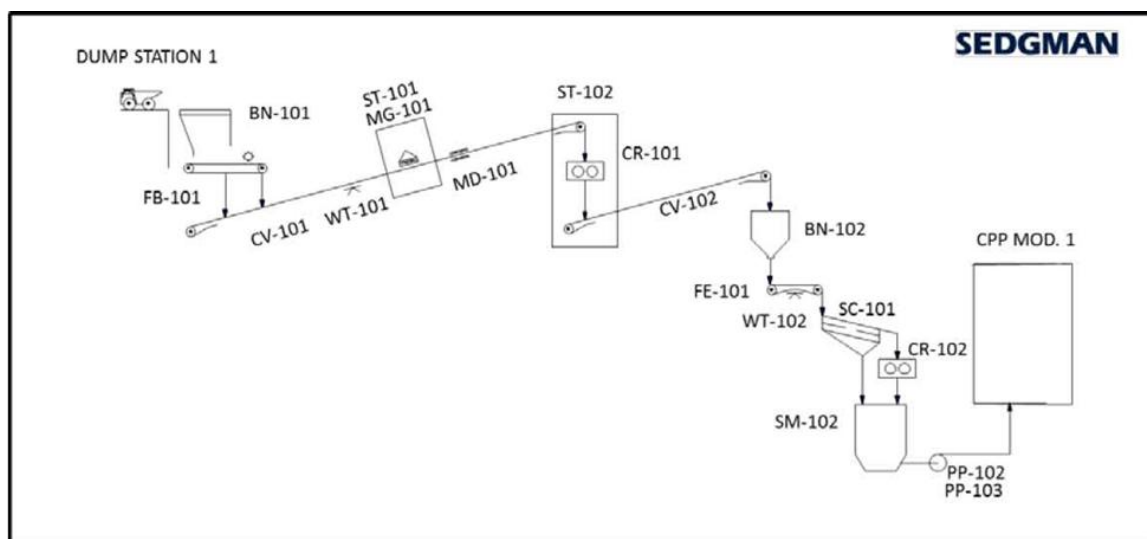 SEDGMAN
DUMP STATION 1
BN-101
FB-101
CV-101
WT-101
ST-101
MG-101
MD-101
ST-102
CR-101
CV-102
BN-102
FE-101
WT-102
SC-101
CR-102
SM-102
PP-102
PP-103
CPP MOD. 1